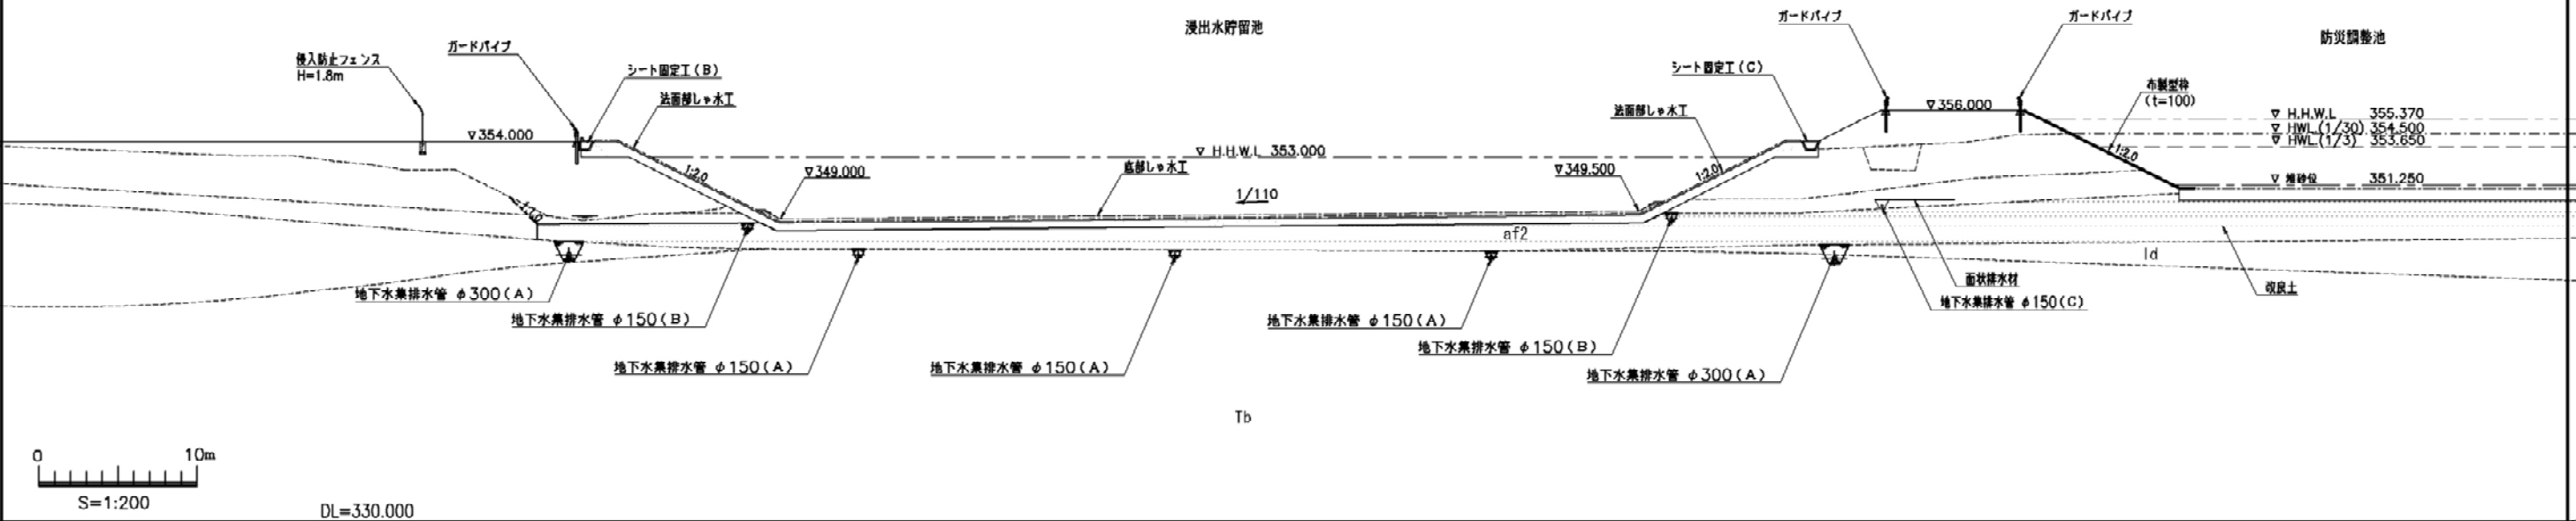 浸出水貯留池
防災調整池
ガードパイプ
ガードパイプ
ガードパイプ
侵入防止フェンス
H=1.8m
シート固定工(B)
法面部しゃ水工
シート固定工(C)
法面部しゃ水工
布製型枠
(t=100)
▽354.000
▽356.000
▽ H.H.W.L 355.370
▽ HWL.(1/30) 354.500
▽ HWL.(1/3) 353.650
▽ H.H.W.L 353.000
1:2.0
▽349.000
底部しゃ水工
1/110
▽349.500
1:2.0
1:2.0
▽ 堆砂位 351.250
af2
ld
面状排水材
地下水集排水管 φ150(C)
改良土
地下水集排水管 φ300(A)
地下水集排水管 φ150(B)
地下水集排水管 φ150(A)
地下水集排水管 φ150(A)
地下水集排水管 φ150(A)
地下水集排水管 φ150(B)
地下水集排水管 φ300(A)
Tb
0 10m
S=1:200
DL=330.000